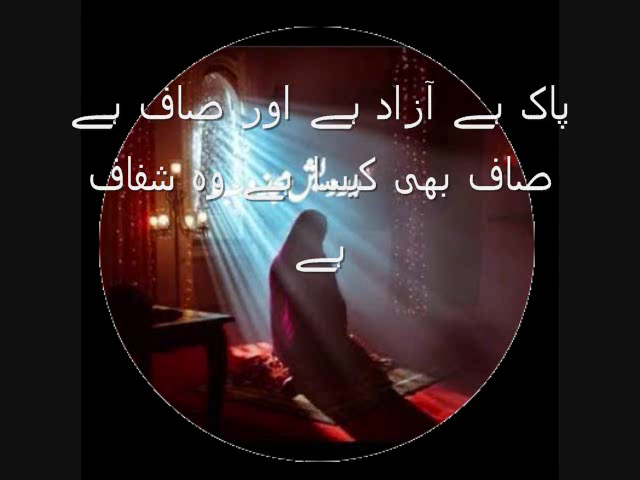 پاک ہے آزاد ہے اور صاف ہے
صاف بھی کیسا ہے وہ شفاف
ہے